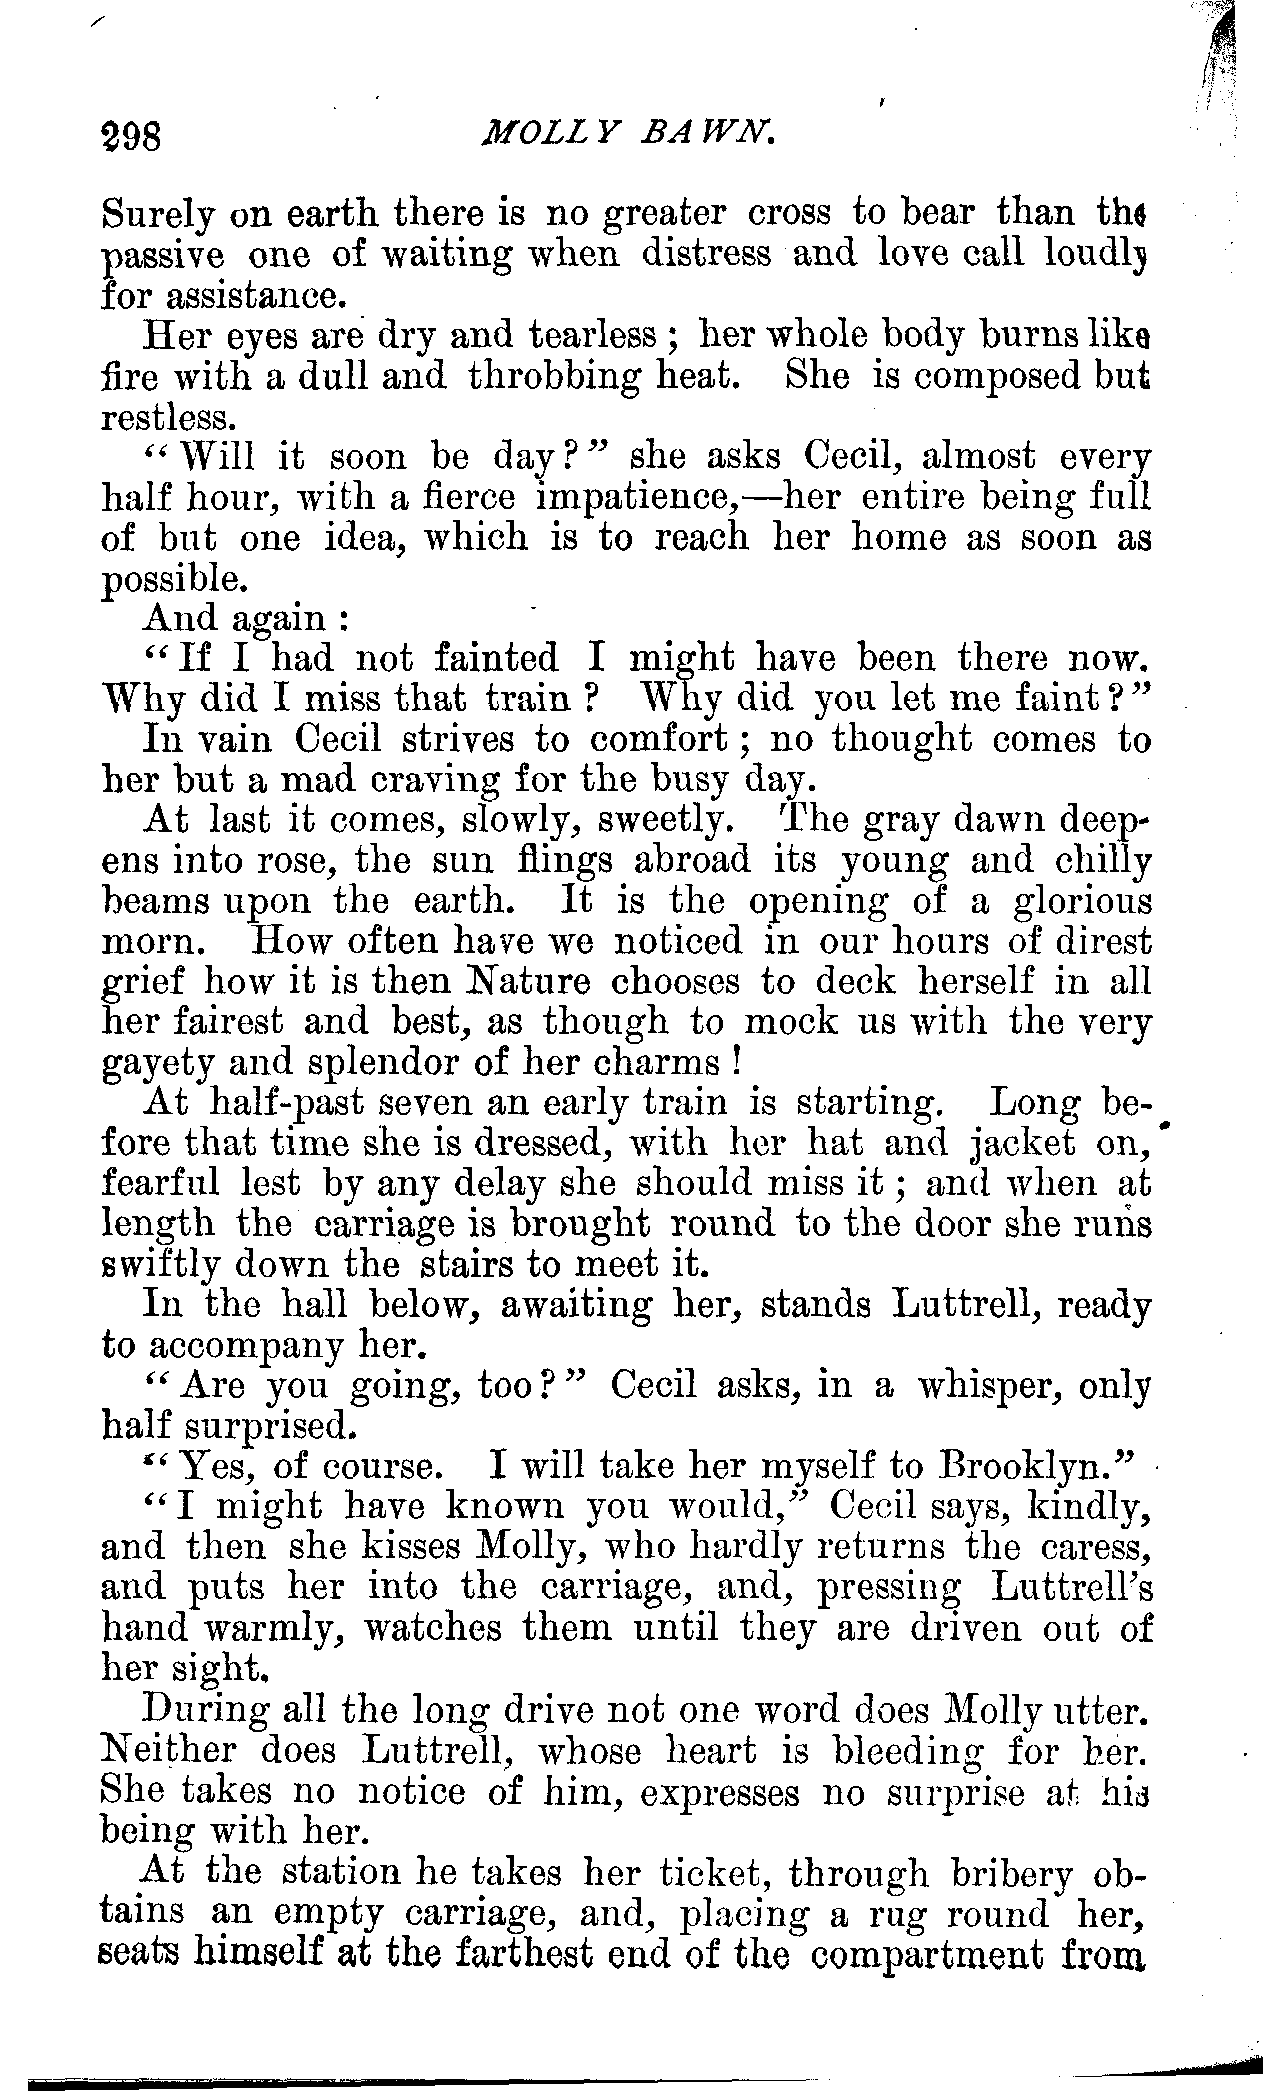 298 MOLLY BAWN.
Surely on earth there is no greater cross to bear than the
passive one of waiting when distress and love call loudly
for assistance.
Her eyes are dry and tearless ; her whole body burns like
fire with a dull and throbbing heat. She is composed but
restless.
“Will it soon be day?” she asks Cecil, almost every
half hour, with a fierce impatience,—her entire being full
of but one idea, which is to reach her home as soon as
possible.
And again :
“If I had not fainted I might have been there now.
Why did I miss that train ? Why did you let me faint?”
In vain Cecil strives to comfort ; no thought comes to
her but a mad craving for the busy day.
At last it comes, slowly, sweetly. The gray dawn deep-
ens into rose, the sun flings abroad its young and chilly
beams upon the earth. It is the opening of a glorious
morn. How often have we noticed in our hours of direst
grief how it is then Nature chooses to deck herself in all
her fairest and best, as though to mock us with the very
gayety and splendor of her charms !
At half-past seven an early train is starting. Long be-
fore that time she is dressed, with her hat and jacket on,
fearful lest by any delay she should miss it ; and when at
length the carriage is brought round to the door she runs
swiftly down the stairs to meet it.
In the hall below, awaiting her, stands Luttrell, ready
to accompany her.
“Are you going, too?” Cecil asks, in a whisper, only
half surprised.
“Yes, of course. I will take her myself to Brooklyn.”
“I might have known you would,” Cecil says, kindly,
and then she kisses Molly, who hardly returns the caress,
and puts her into the carriage, and, pressing Luttrell’s
hand warmly, watches them until they are driven out of
her sight.
During all the long drive not one word does Molly utter.
Neither does Luttrell, whose heart is bleeding for her.
She takes no notice of him, expresses no surprise at his
being with her.
At the station he takes her ticket, through bribery ob-
tains an empty carriage, and, placing a rug round her,
seats himself at the farthest end of the compartment from